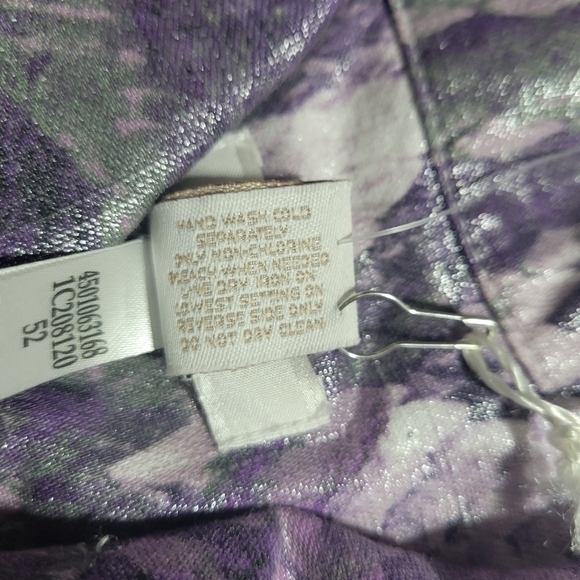 HAND WASH COLD
SEPARATELY
ONLY NON-CHLORINE
BLEACH WHEN NEEDED
LINE DRY, IRON ON
LOWEST SETTING ON
REVERSE SIDE ONLY
DO NOT DRY CLEAN
4501063168
1C208120
52